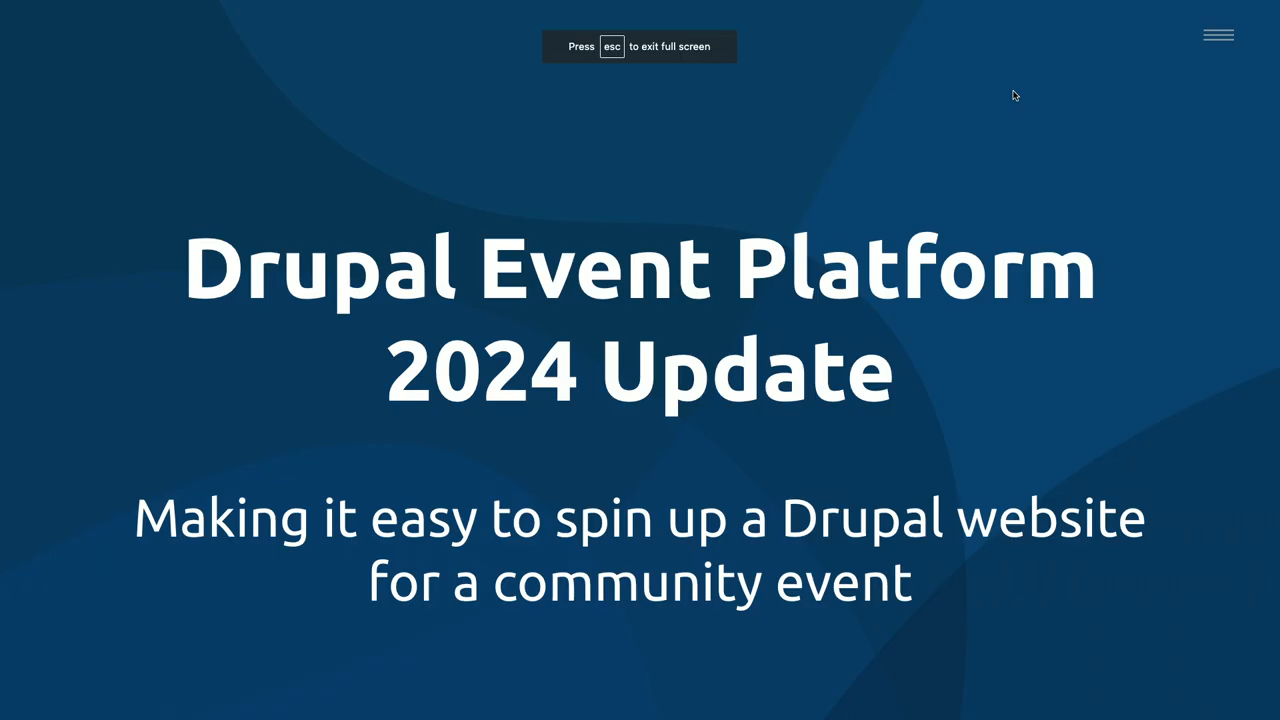 Press esc to exit full screen
Drupal Event Platform
2024 Update
Making it easy to spin up a Drupal website
for a community event